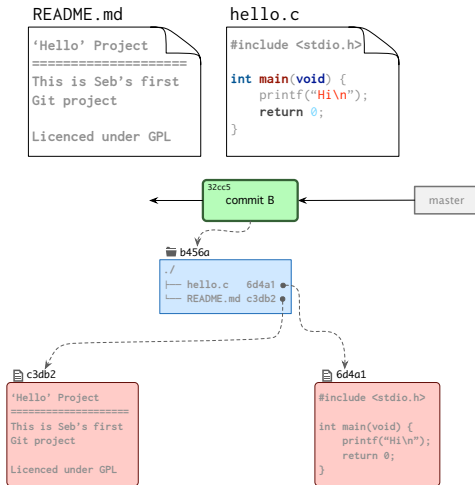 README.md
‘Hello’ Project
====================
This is Seb’s first
Git project
Licenced under GPL
hello.c
#include <stdio.h>
int main(void) {
printf(“Hi\n”);
return 0;
}
32cc5
commit B
master
b456a
./
├── hello.c 6d4a1
└── README.md c3db2
c3db2
‘Hello’ Project
====================
This is Seb’s first
Git project
Licenced under GPL
6d4a1
#include <stdio.h>
int main(void) {
printf(“Hi\n”);
return 0;
}